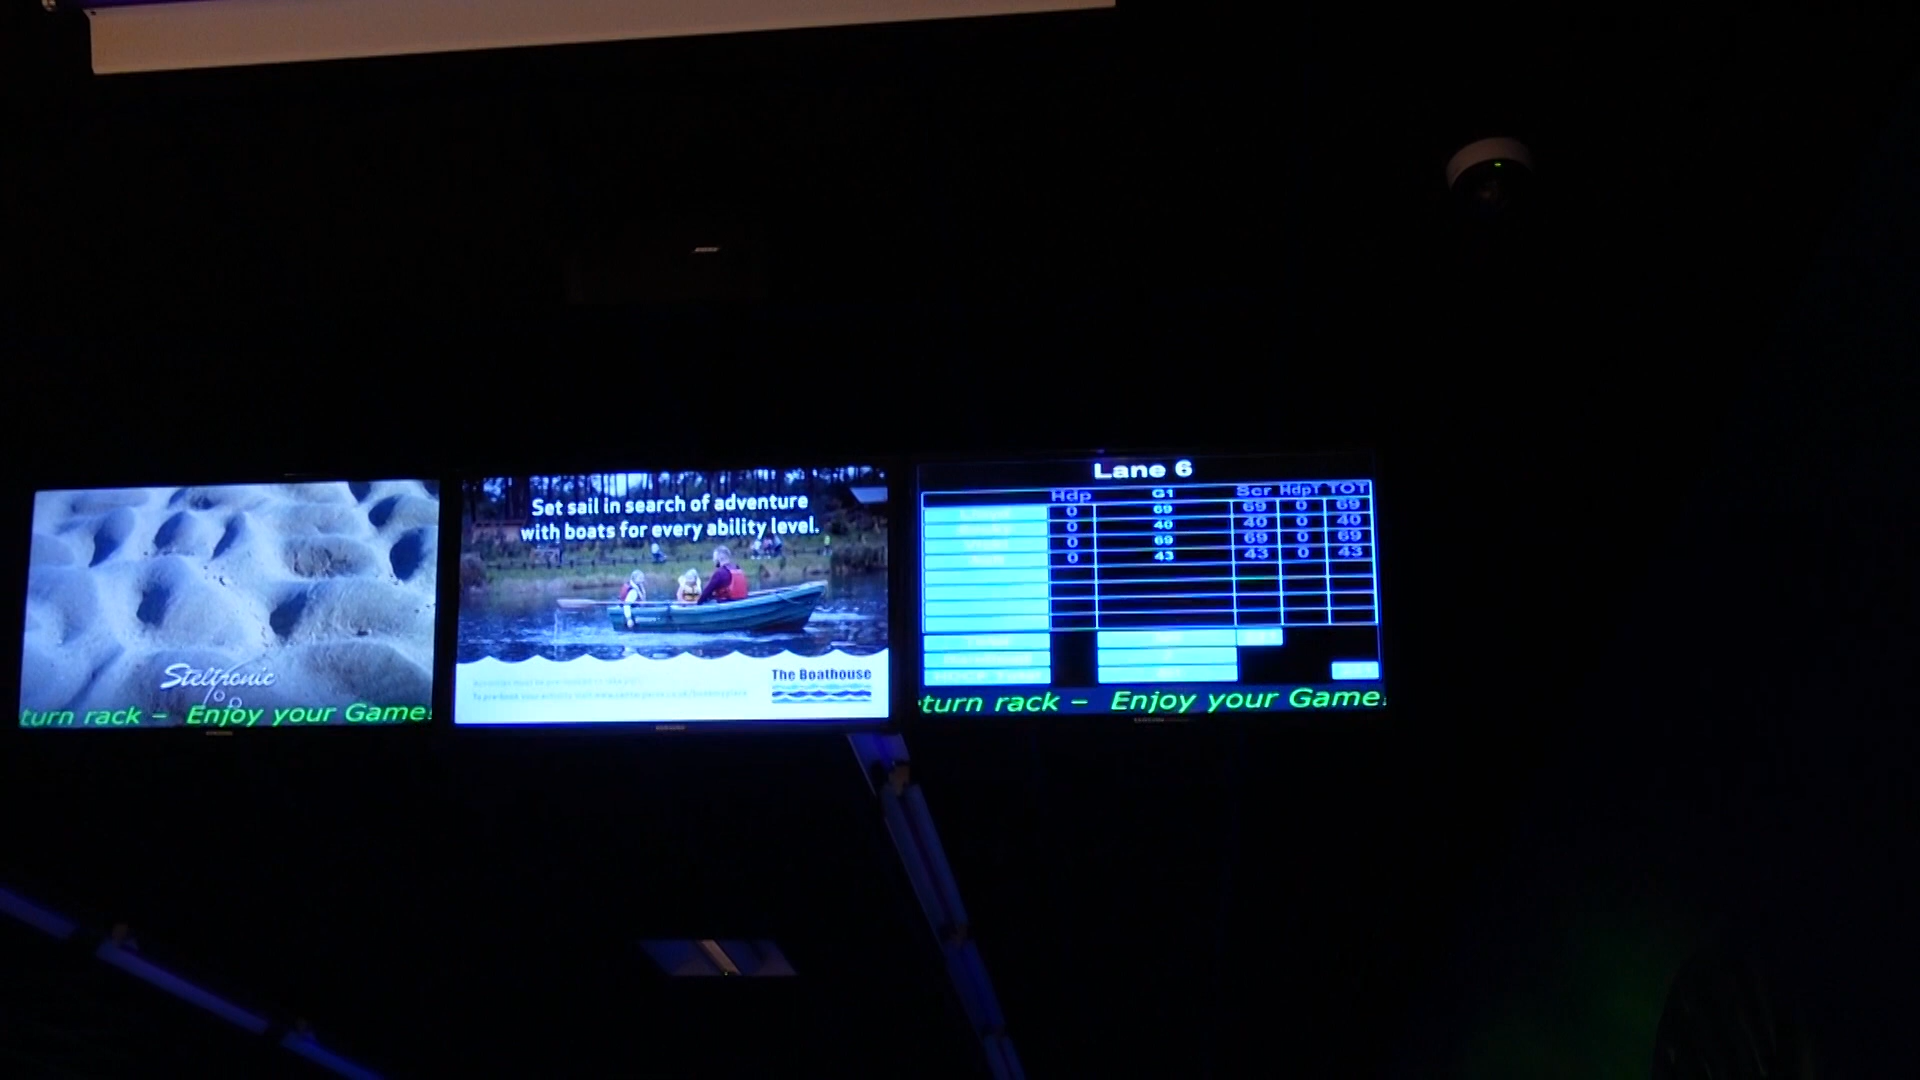 Steltronic
turn rack – Enjoy your Game!
Set sail in search of adventure
with boats for every ability level.
The Boathouse
SAMSUNG
Lane 6
Hdp G1 Scr HdpT TOT
0 69 69 0 69
0 40 40 0 40
0 69 69 0 69
0 43 43 0 43
turn rack – Enjoy your Game!